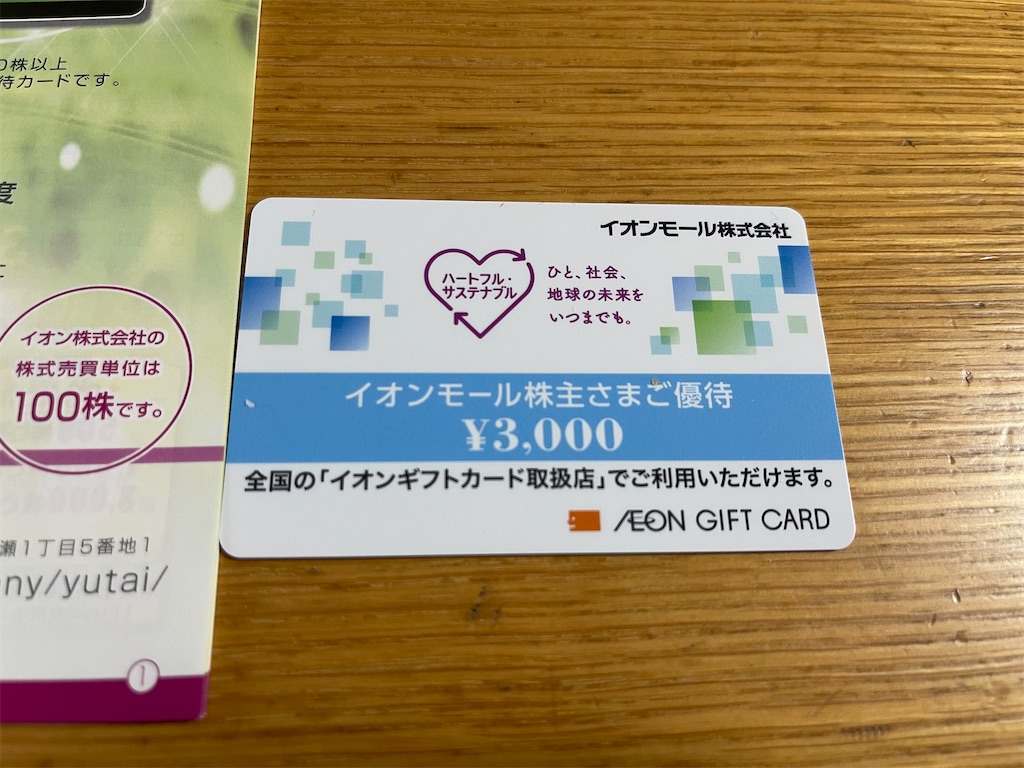 0株以上
待カードです。
度
イオン株式会社の
株式売買単位は
100株です。
瀬1丁目5番地1
ny/yutai/
1
イオンモール株式会社
ハートフル・
サステナブル
ひと、社会、
地球の未来を
いつまでも。
イオンモール株主さまご優待
¥3,000
全国の「イオンギフトカード取扱店」でご利用いただけます。
ÆON GIFT CARD